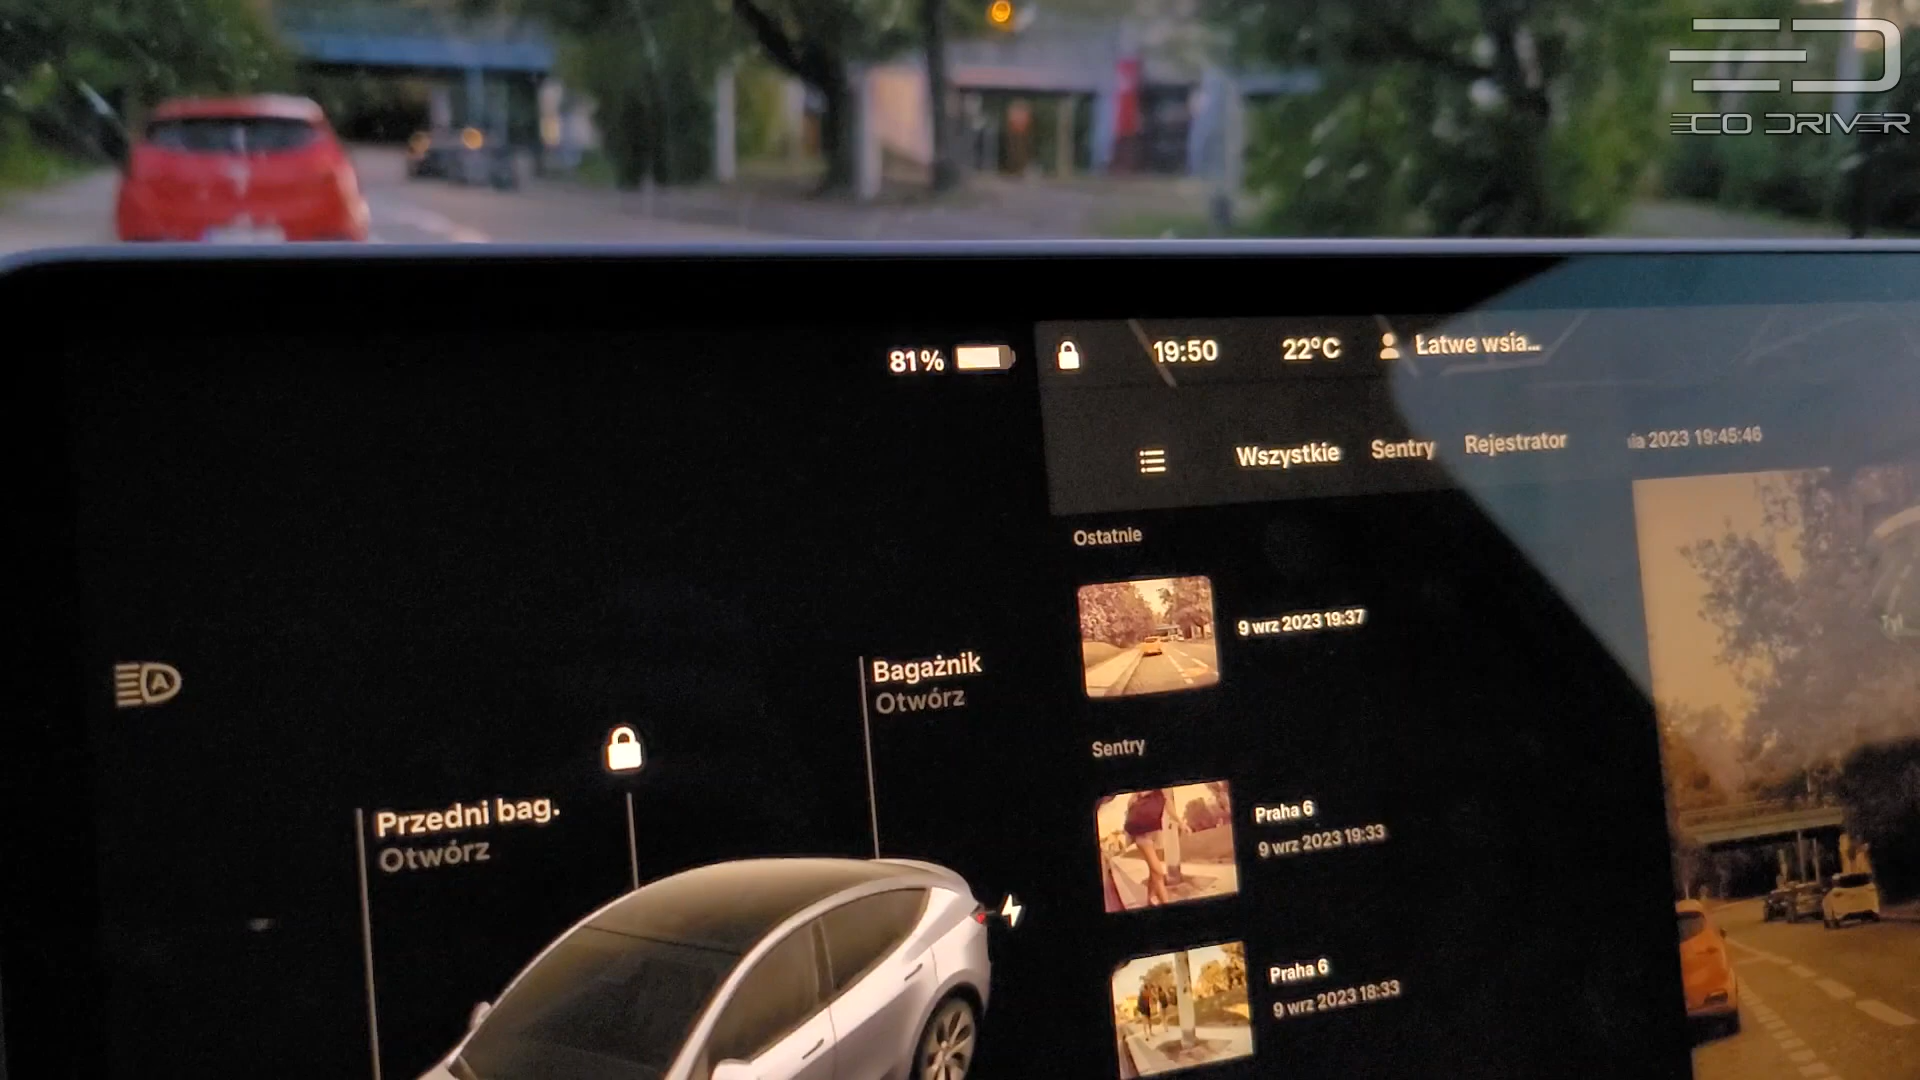 ECO DRIVER
81%
19:50
22°C
Łatwe wsia...
Wszystkie
Sentry
Rejestrator
2023 19:45:46
Ostatnie
9 wrz 2023 19:37
Bagażnik
Otwórz
Sentry
Przedni bag.
Otwórz
Praha 6
9 wrz 2023 19:33
Praha 6
9 wrz 2023 18:33